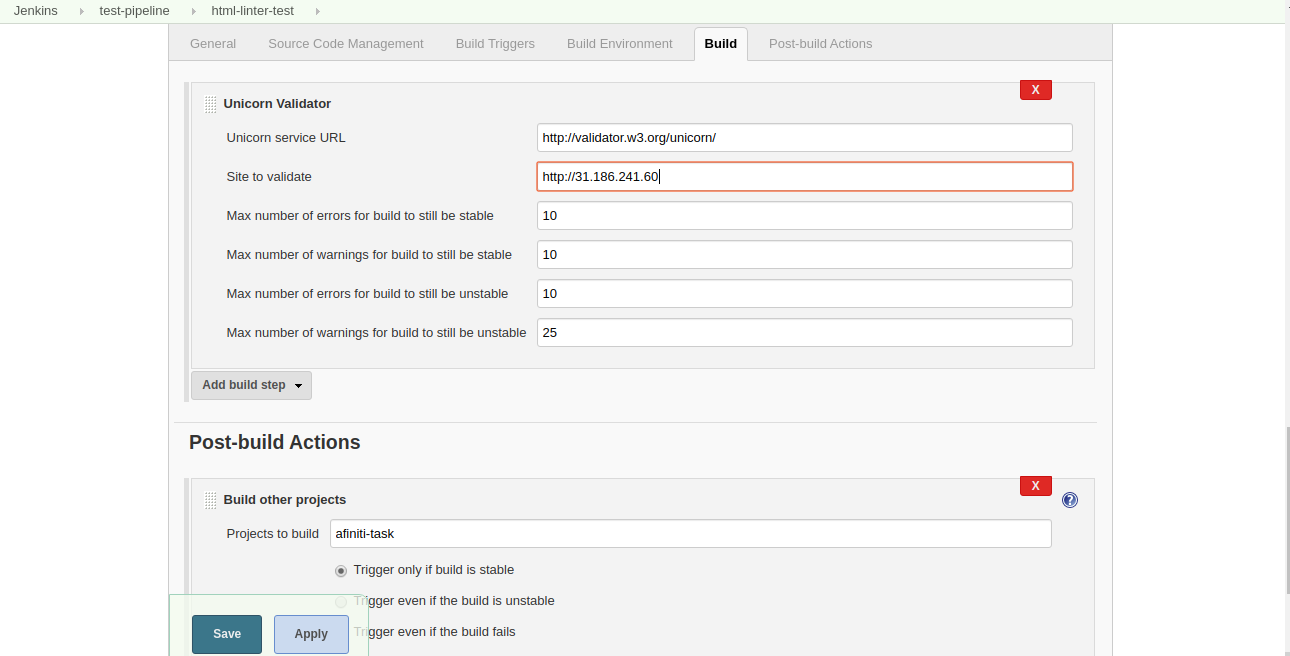 Jenkins test-pipeline html-linter-test
General Source Code Management Build Triggers Build Environment Build Post-build Actions
X
Unicorn Validator
Unicorn service URL http://validator.w3.org/unicorn/
Site to validate http://31.186.241.60
Max number of errors for build to still be stable 10
Max number of warnings for build to still be stable 10
Max number of errors for build to still be unstable 10
Max number of warnings for build to still be unstable 25
Add build step
Post-build Actions
X
Build other projects ?
Projects to build afiniti-task
Trigger only if build is stable
Trigger even if the build is unstable
Trigger even if the build fails
Save Apply